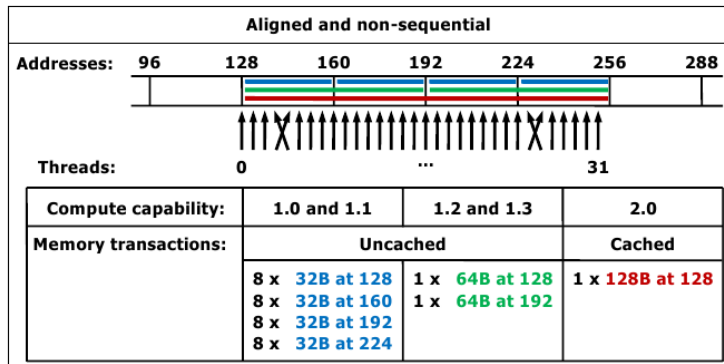 Aligned and non-sequential
Addresses: 96 128 160 192 224 256 288
Threads: 0 ... 31
Compute capability: 1.0 and 1.1 1.2 and 1.3 2.0
Memory transactions: Uncached Cached
8 x 32B at 128 1 x 64B at 128 1 x 128B at 128
8 x 32B at 160 1 x 64B at 192
8 x 32B at 192
8 x 32B at 224